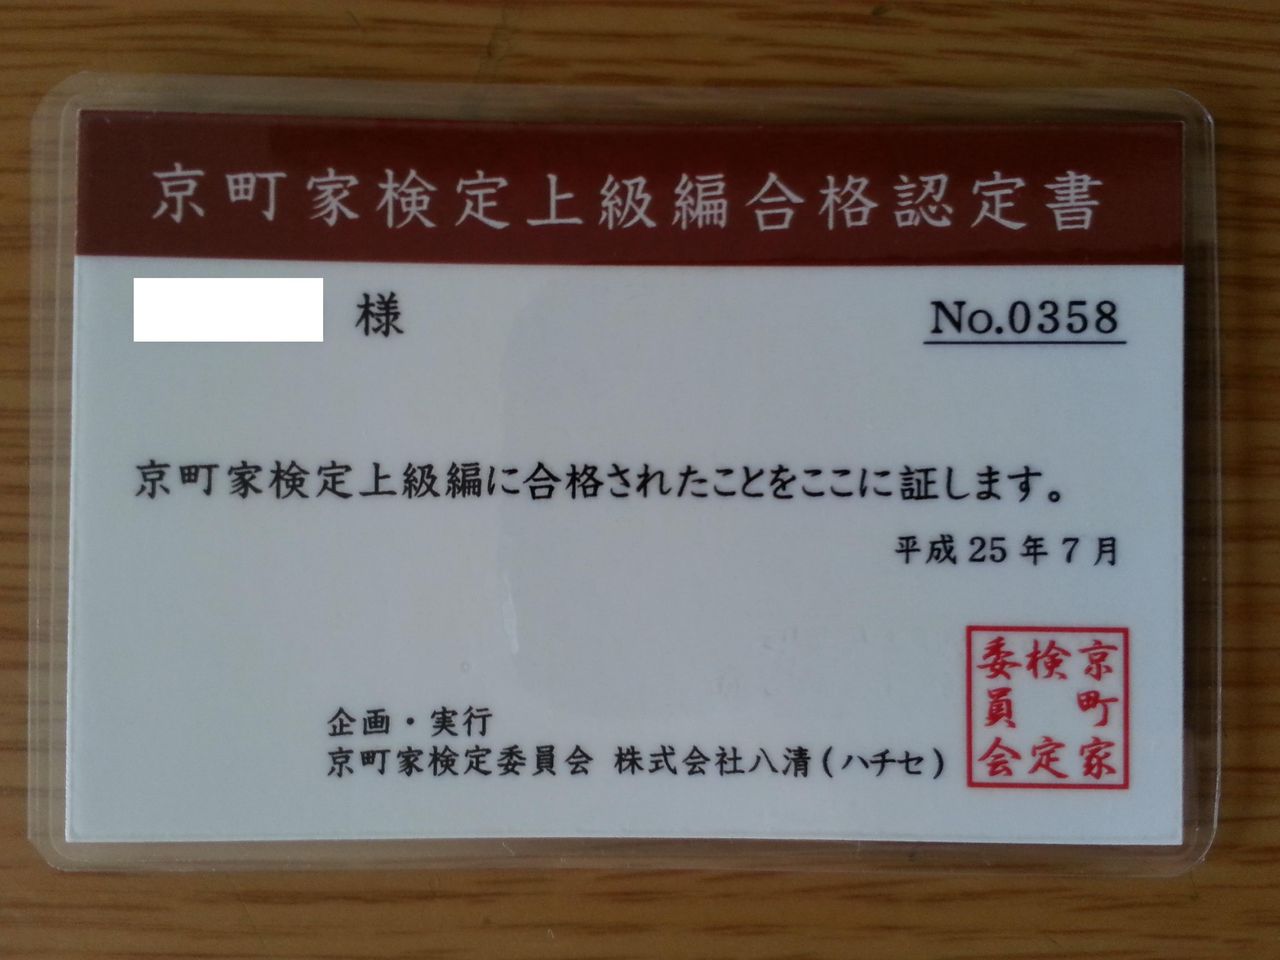 京町家検定上級編合格認定書
様
No.0358
京町家検定上級編に合格されたことをここに証します。
平成25年7月
企画・実行
京町家検定委員会 株式会社八清(ハチセ)
京町家
検定
委員会